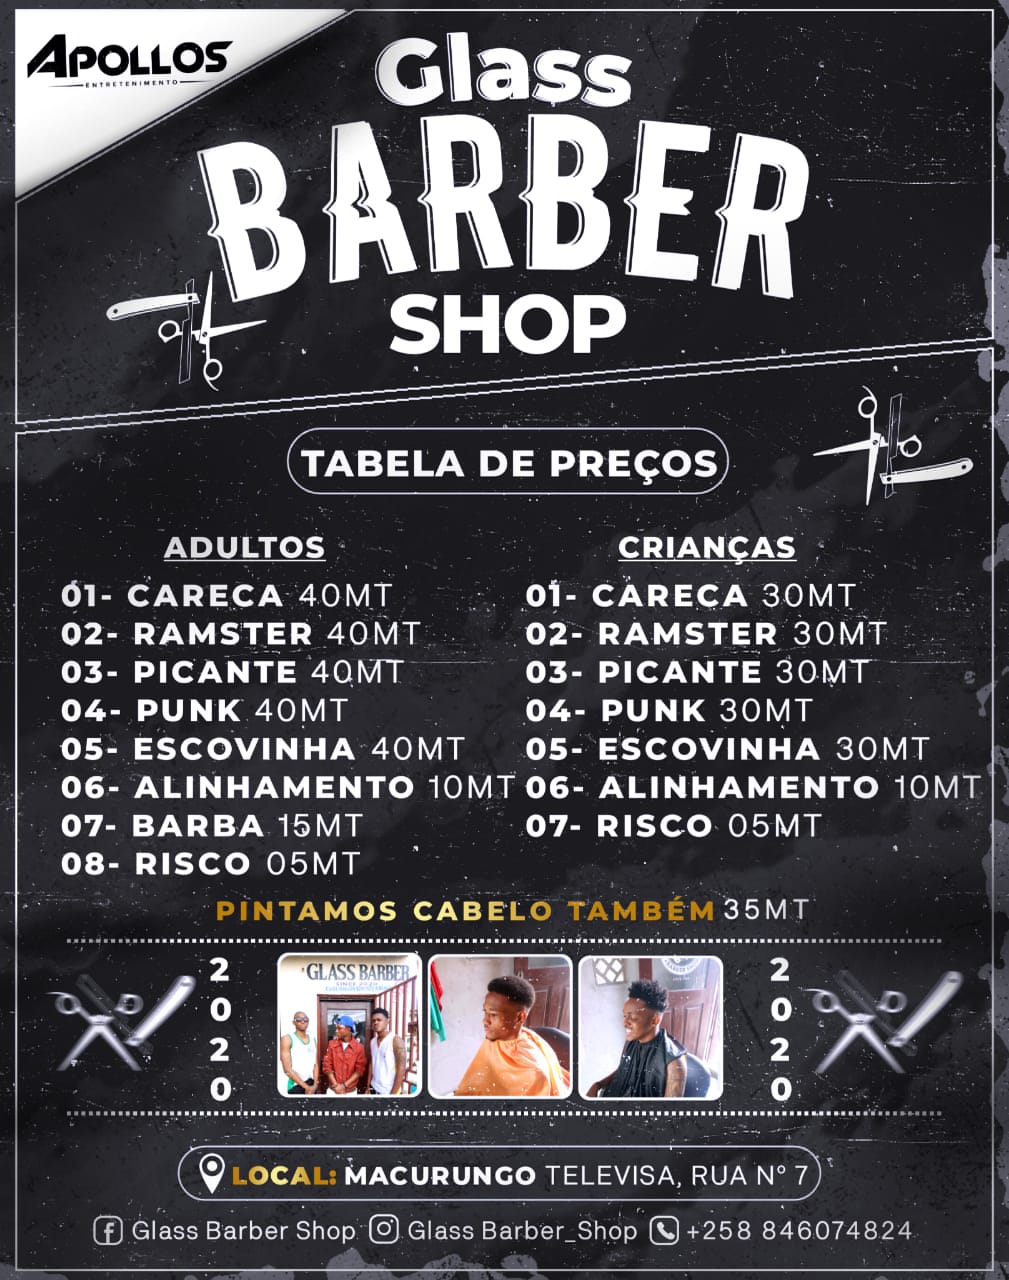 APOLLOS
ENTRETENIMENTO
Glass
BARBER
SHOP
TABELA DE PREÇOS
ADULTOS
01- CARECA 40MT
02- RAMSTER 40MT
03- PICANTE 40MT
04- PUNK 40MT
05- ESCOVINHA 40MT
06- ALINHAMENTO 10MT
07- BARBA 15MT
08- RISCO 05MT
CRIANÇAS
01- CARECA 30MT
02- RAMSTER 30MT
03- PICANTE 30MT
04- PUNK 30MT
05- ESCOVINHA 30MT
06- ALINHAMENTO 10MT
07- RISCO 05MT
PINTAMOS CABELO TAMBÉM 35MT
2020
GLASS BARBER
SINCE 2020
2020
LOCAL: MACURUNGO TELEVISA, RUA Nº 7
Glass Barber Shop Glass Barber_Shop +258 846074824